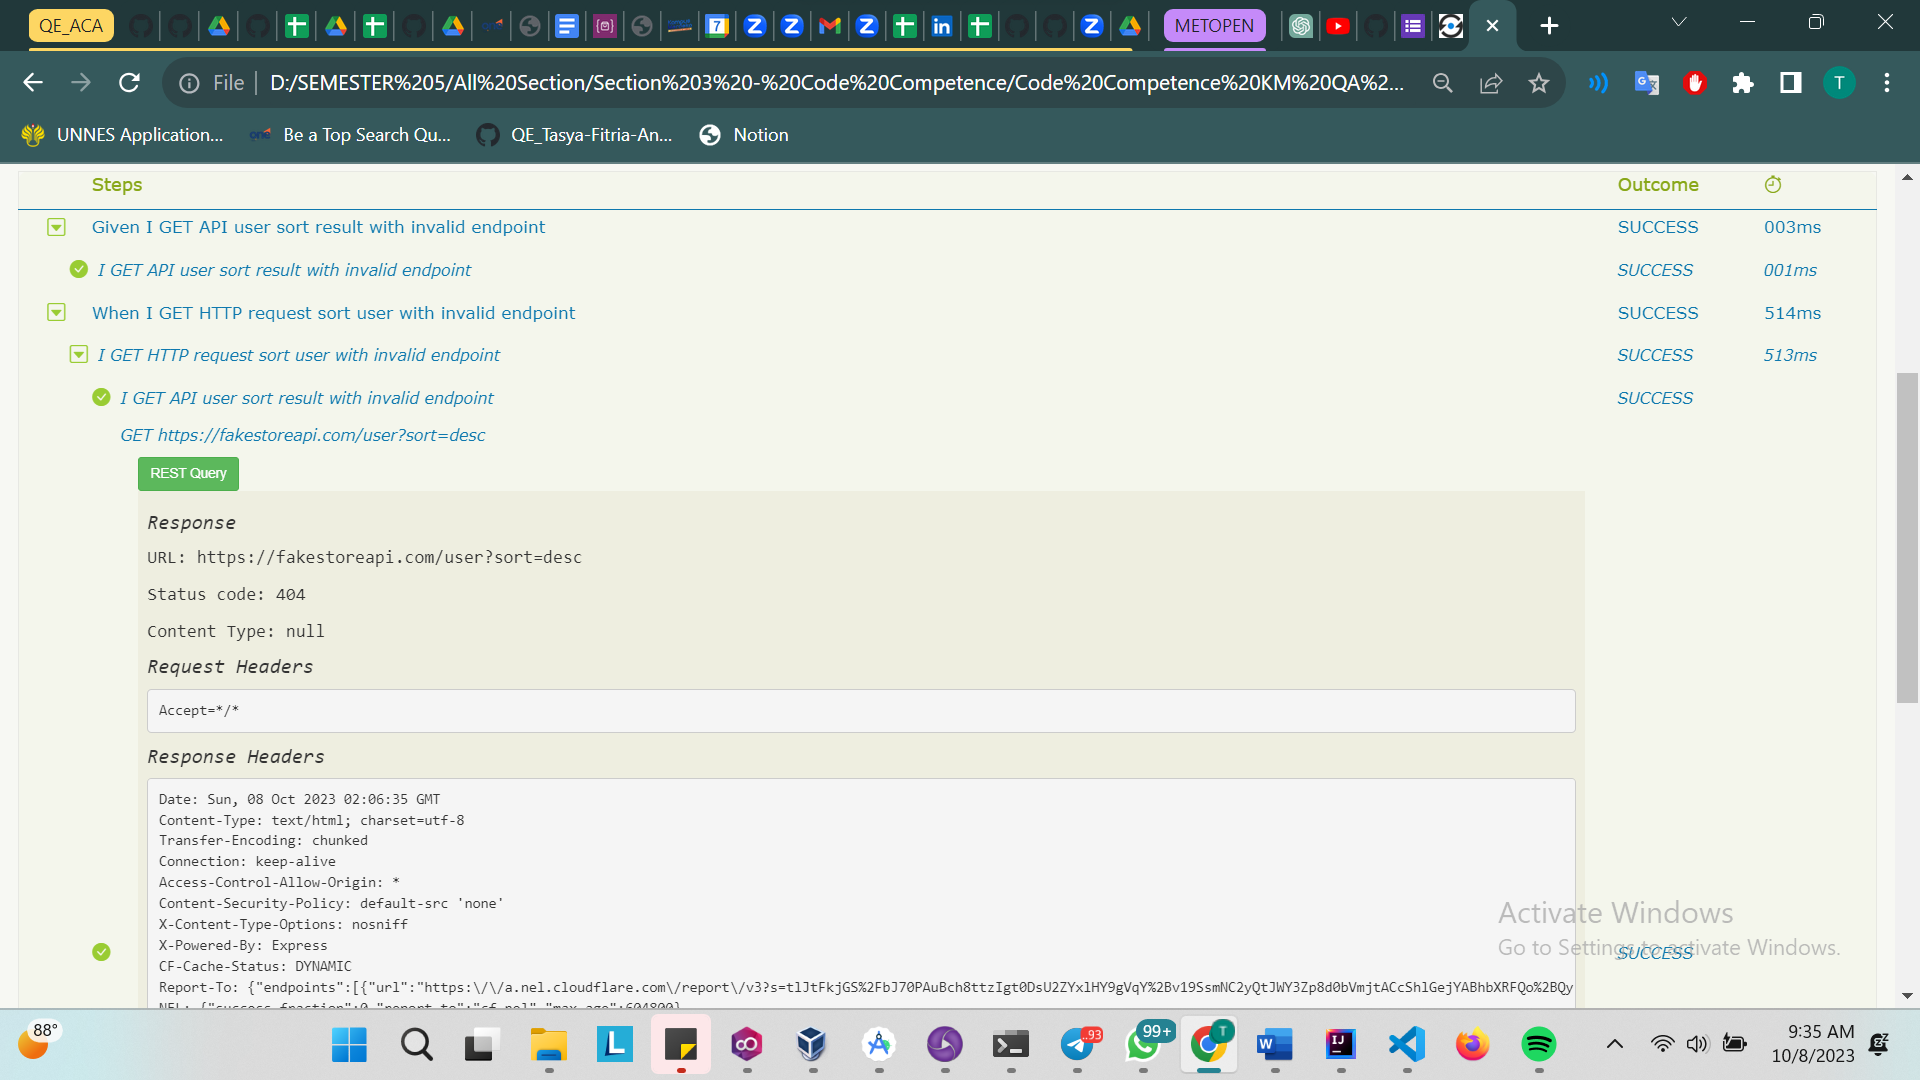 QE_ACA
METOPEN
File
D:/SEMESTER%205/All%20Section/Section%203%20-%20Code%20Competence/Code%20Competence%20KM%20QA%2...
T
UNNES Application...
one
Be a Top Search Qu...
QE_Tasya-Fitria-An...
Notion
Steps Outcome
Given I GET API user sort result with invalid endpoint SUCCESS 003ms
I GET API user sort result with invalid endpoint SUCCESS 001ms
When I GET HTTP request sort user with invalid endpoint SUCCESS 514ms
I GET HTTP request sort user with invalid endpoint SUCCESS 513ms
I GET API user sort result with invalid endpoint SUCCESS
GET https://fakestoreapi.com/user?sort=desc
REST Query
Response
URL: https://fakestoreapi.com/user?sort=desc
Status code: 404
Content Type: null
Request Headers
Accept=*/*
Response Headers
Date: Sun, 08 Oct 2023 02:06:35 GMT
Content-Type: text/html; charset=utf-8
Transfer-Encoding: chunked
Connection: keep-alive
Access-Control-Allow-Origin: *
Content-Security-Policy: default-src 'none'
X-Content-Type-Options: nosniff
X-Powered-By: Express
CF-Cache-Status: DYNAMIC
Report-To: {"endpoints":[{"url":"https:\/\/a.nel.cloudflare.com\/report\/v3?s=tlJtFkjGS%2FbJ70PAuBch8ttzIgt0DsU2ZYxlHY9gVqY%2Bv19SsmNC2yQtJWY3Zp8d0bVmjtACcShlGejYABhbXRFQo%2BQy
NEL: {"success_fraction":0,"report_to":"cf-nel","max_age":604800}
SUCCESS
Activate Windows
Go to Settings to activate Windows.
88°
93
99+
T
9:35 AM
10/8/2023